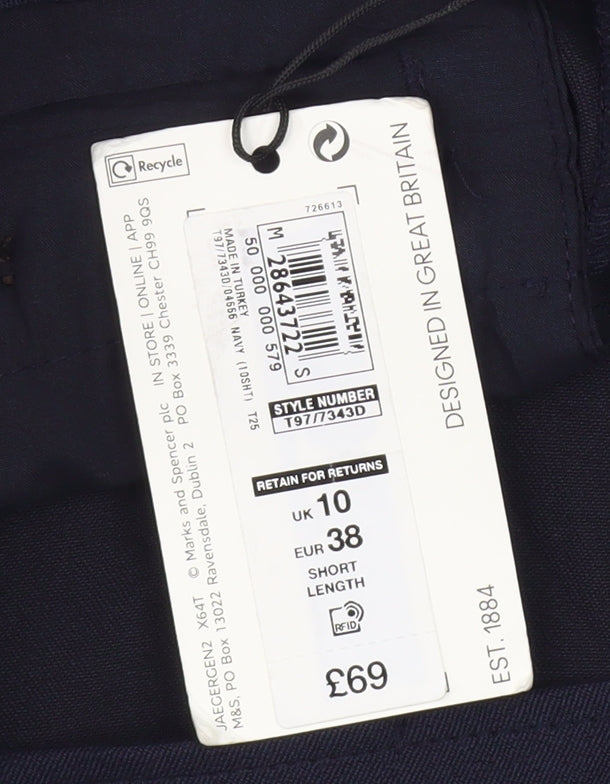 Recycle
JAEGERGEN2 X64T © Marks and Spencer plc IN STORE | ONLINE | APP
M&S, PO Box 13022 Ravensdale, Dublin 2 PO Box 3339 Chester CH99 9QS
726613
M 28643722 S
50 000 000 579
MADE IN TURKEY
T97/7343D/04666 NAVY (10SHT) T25
STYLE NUMBER
T97/7343D
RETAIN FOR RETURNS
UK 10
EUR 38
SHORT
LENGTH
RFID
£69
DESIGNED IN GREAT BRITAIN
EST. 1884